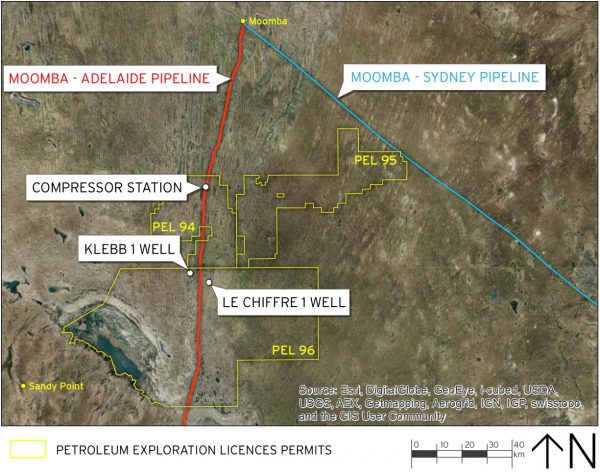 Moomba
MOOMBA - ADELAIDE PIPELINE
MOOMBA - SYDNEY PIPELINE
PEL 95
COMPRESSOR STATION
PEL 94
KLEBB 1 WELL
LE CHIFFRE 1 WELL
PEL 96
Sandy Point
Source: Esri, DigitalGlobe, GeoEye, i-cubed, USDA,
USGS, AEX, Getmapping, Aerogrid, IGN, IGP, swisstopo,
and the GIS User Community
PETROLEUM EXPLORATION LICENCES PERMITS
0 10 20 30 40
km
N